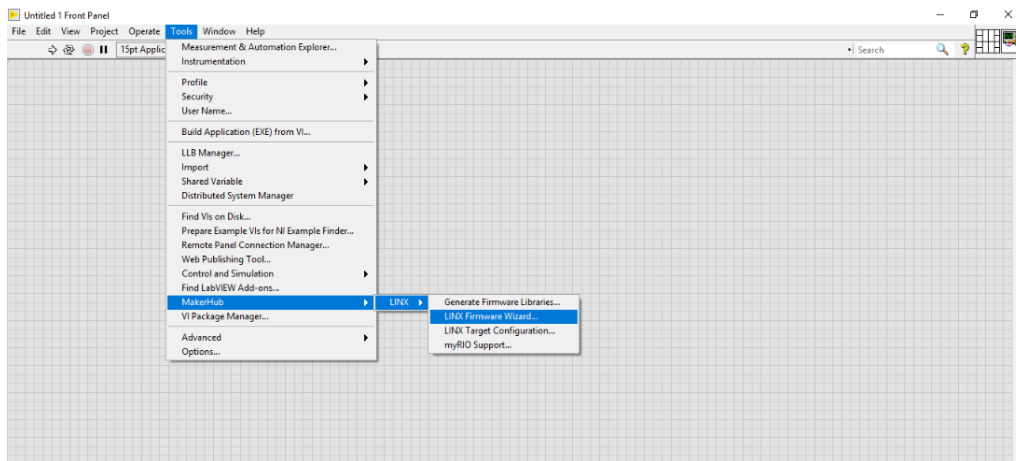 Untitled 1 Front Panel
File Edit View Project Operate Tools Window Help
15pt Applic
Search
Measurement & Automation Explorer...
Instrumentation
Profile
Security
User Name...
Build Application (EXE) from VI...
LLB Manager...
Import
Shared Variable
Distributed System Manager
Find VIs on Disk...
Prepare Example VIs for NI Example Finder...
Remote Panel Connection Manager...
Web Publishing Tool...
Control and Simulation
Find LabVIEW Add-ons...
MakerHub
VI Package Manager...
Advanced
Options...
LINX
Generate Firmware Libraries...
LINX Firmware Wizard...
LINX Target Configuration...
myRIO Support...